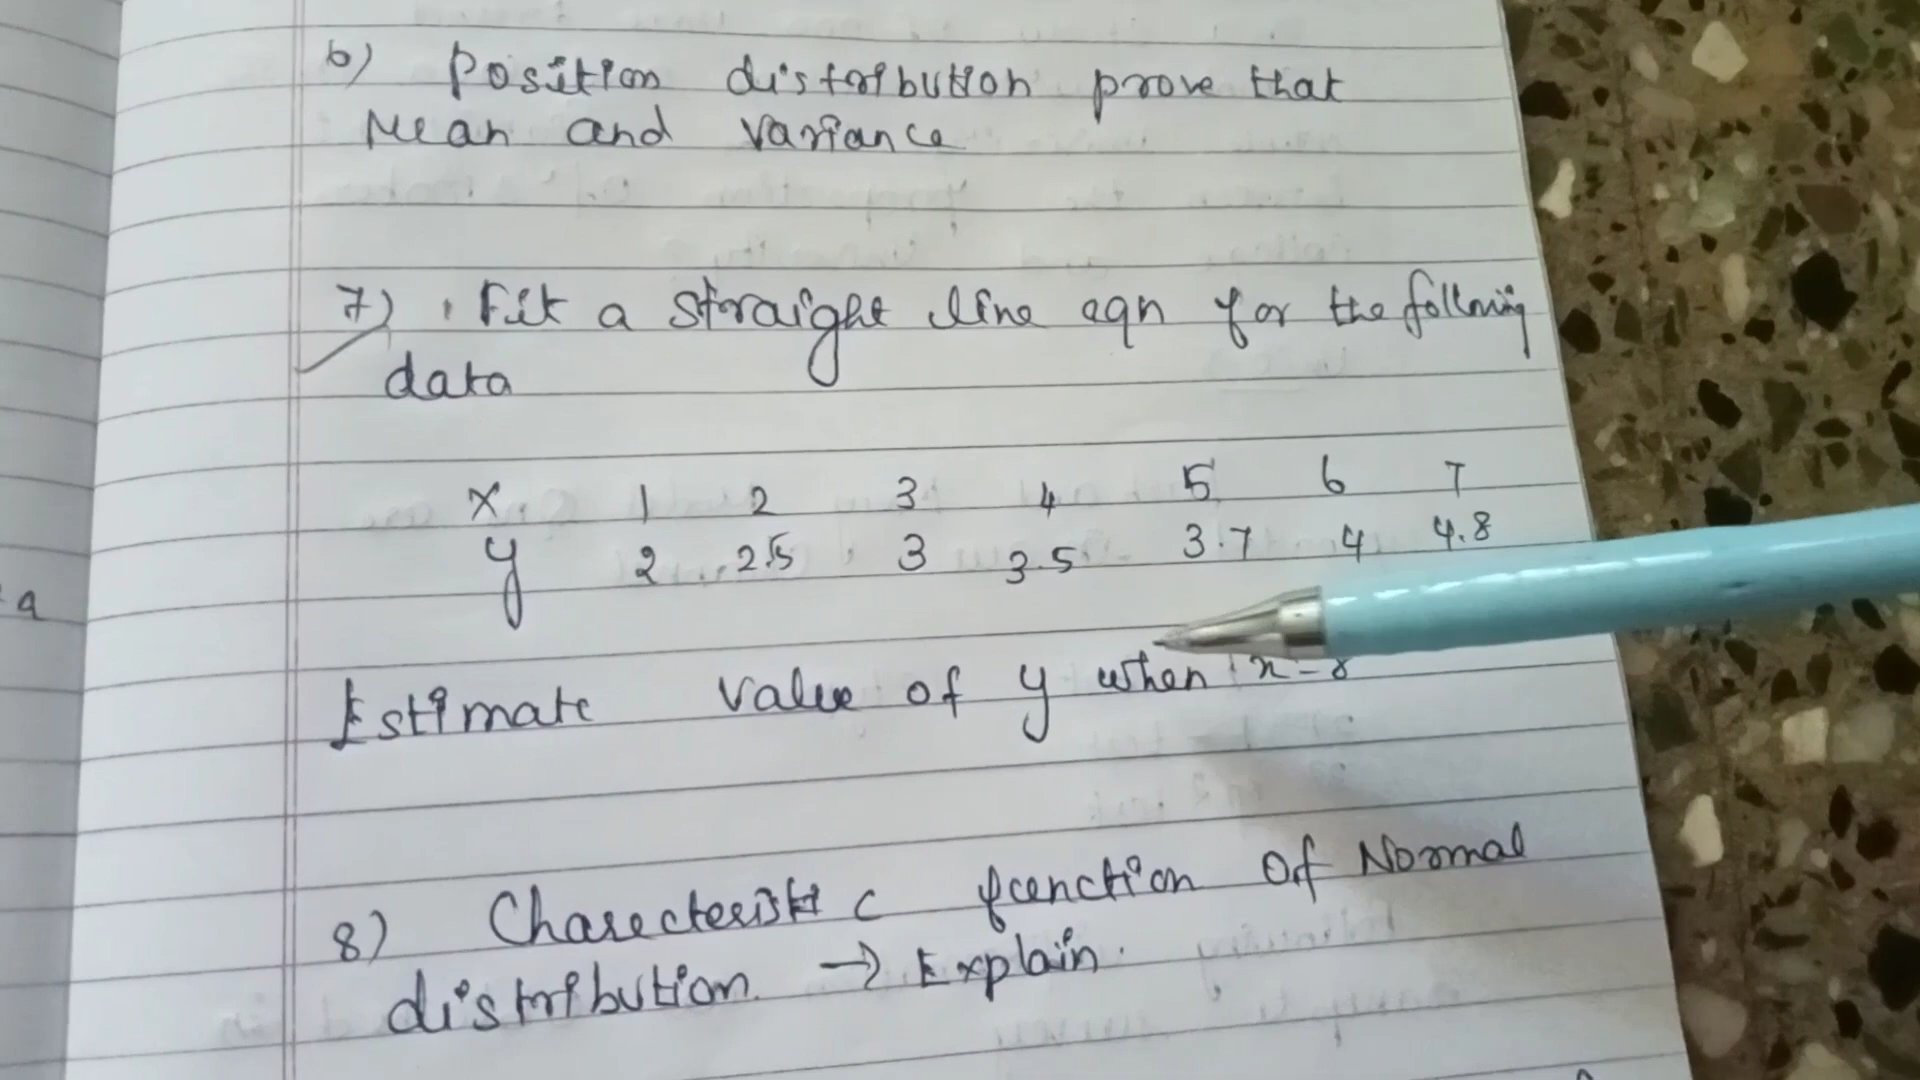 6) Position distribution prove that
Mean and Variance
7) Fit a straight line eqn for the following
data
x 1 2 3 4 5 6 7
y 2 2.5 3 3.5 3.7 4 4.8
Estimate value of y when x = 8
8) Charecteristic function Of Normal
distribution. → Explain.
a